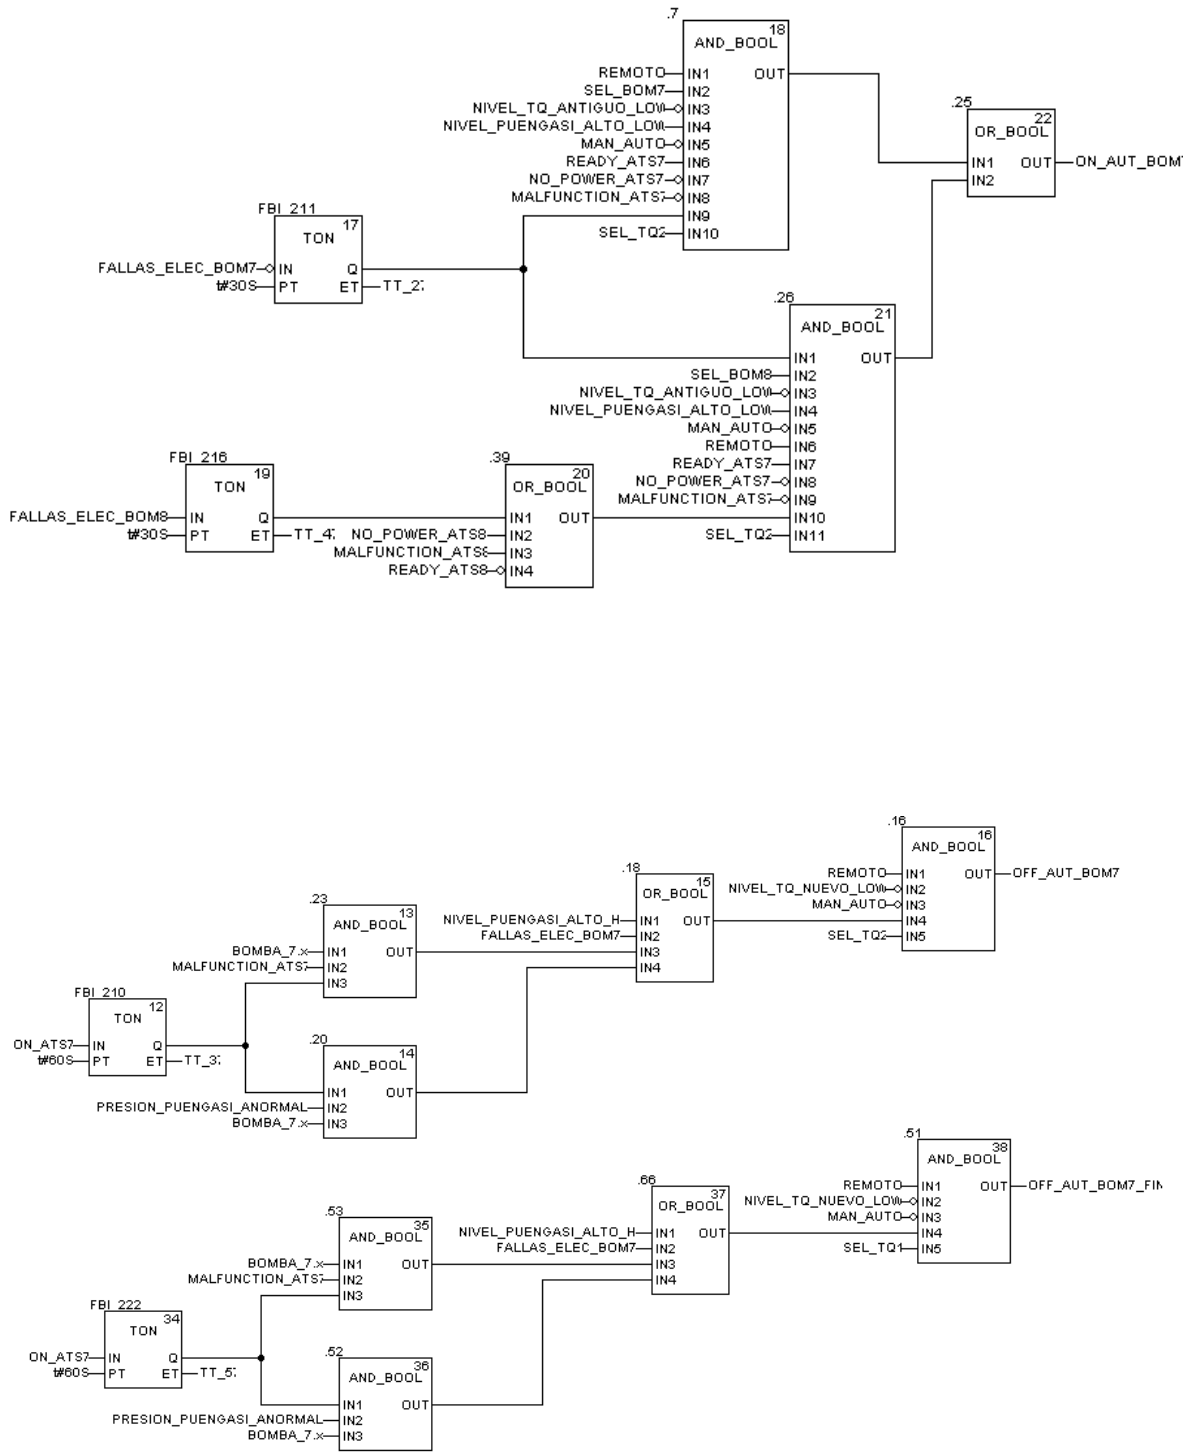 .7
18
AND_BOOL
REMOTO IN1 OUT
SEL_BOM7 IN2
NIVEL_TQ_ANTIGUO_LOW IN3
NIVEL_PUENGASI_ALTO_LOW IN4
MAN_AUTO IN5
READY_ATS7 IN6
NO_POWER_ATS7 IN7
MALFUNCTION_ATS7 IN8
IN9
SEL_TQ2 IN10
.25
22
OR_BOOL
IN1 OUT ON_AUT_BOM7
IN2
FBI_211
17
TON
FALLAS_ELEC_BOM7 IN Q
t#30S PT ET TT_2
.26
21
AND_BOOL
IN1 OUT
SEL_BOM8 IN2
NIVEL_TQ_ANTIGUO_LOW IN3
NIVEL_PUENGASI_ALTO_LOW IN4
MAN_AUTO IN5
REMOTO IN6
READY_ATS7 IN7
NO_POWER_ATS7 IN8
MALFUNCTION_ATS7 IN9
IN10
SEL_TQ2 IN11
FBI_216
19
TON
FALLAS_ELEC_BOM8 IN Q
t#30S PT ET TT_4
.39
20
OR_BOOL
IN1 OUT
NO_POWER_ATS8 IN2
MALFUNCTION_ATS8 IN3
READY_ATS8 IN4
.16
16
AND_BOOL
REMOTO IN1 OUT OFF_AUT_BOM7
NIVEL_TQ_NUEVO_LOW IN2
MAN_AUTO IN3
IN4
SEL_TQ2 IN5
.18
15
OR_BOOL
NIVEL_PUENGASI_ALTO_H IN1 OUT
FALLAS_ELEC_BOM7 IN2
IN3
IN4
.23
13
AND_BOOL
BOMBA_7.x IN1 OUT
MALFUNCTION_ATS7 IN2
IN3
FBI_210
12
TON
ON_ATS7 IN Q
t#60S PT ET TT_3
.20
14
AND_BOOL
IN1 OUT
PRESION_PUENGASI_ANORMAL IN2
BOMBA_7.x IN3
.51
38
AND_BOOL
REMOTO IN1 OUT OFF_AUT_BOM7_FIN
NIVEL_TQ_NUEVO_LOW IN2
MAN_AUTO IN3
IN4
SEL_TQ1 IN5
.66
37
OR_BOOL
NIVEL_PUENGASI_ALTO_H IN1 OUT
FALLAS_ELEC_BOM7 IN2
IN3
IN4
.53
35
AND_BOOL
BOMBA_7.x IN1 OUT
MALFUNCTION_ATS7 IN2
IN3
FBI_222
34
TON
ON_ATS7 IN Q
t#60S PT ET TT_5
.52
36
AND_BOOL
IN1 OUT
PRESION_PUENGASI_ANORMAL IN2
BOMBA_7.x IN3